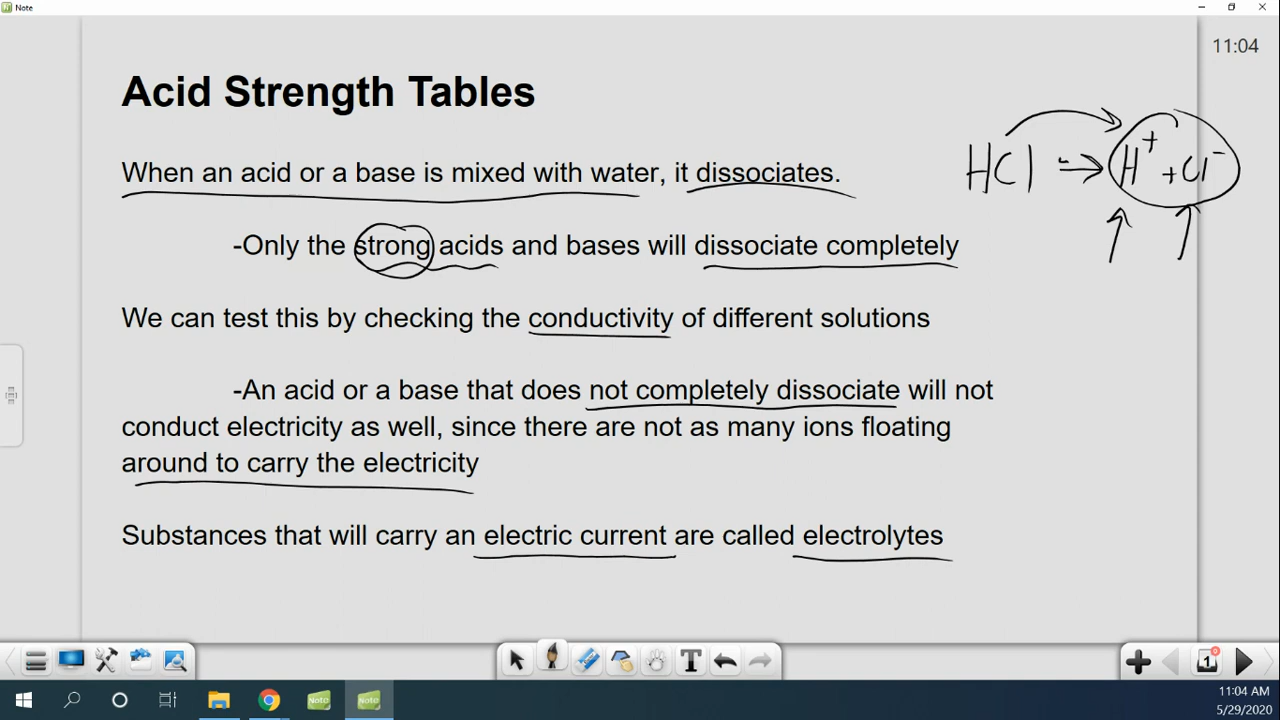 Note
11:04
Acid Strength Tables
When an acid or a base is mixed with water, it dissociates.
HCl → H⁺ + Cl⁻
-Only the strong acids and bases will dissociate completely
We can test this by checking the conductivity of different solutions
-An acid or a base that does not completely dissociate will not
conduct electricity as well, since there are not as many ions floating
around to carry the electricity
Substances that will carry an electric current are called electrolytes
T
1
Note
Note
11:04 AM
5/29/2020